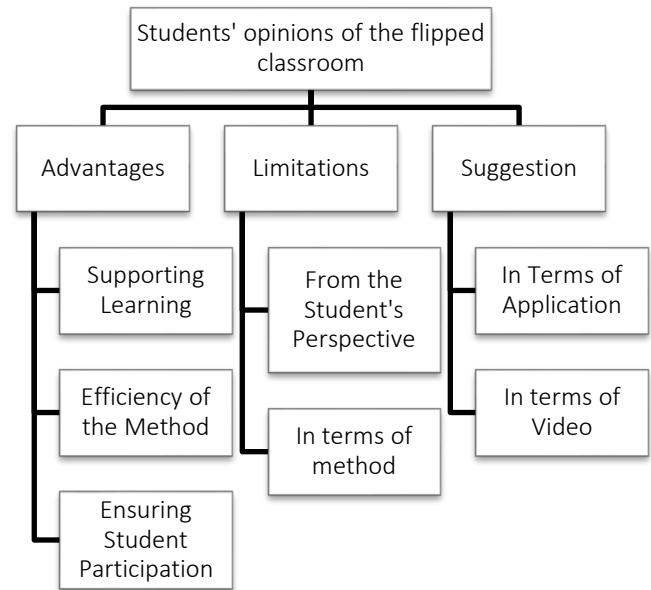 Students' opinions of the flipped
classroom
Advantages
Supporting
Learning
Efficiency of
the Method
Ensuring
Student
Participation
Limitations
From the
Student's
Perspective
In terms of
method
Suggestion
In Terms of
Application
In terms of
Video